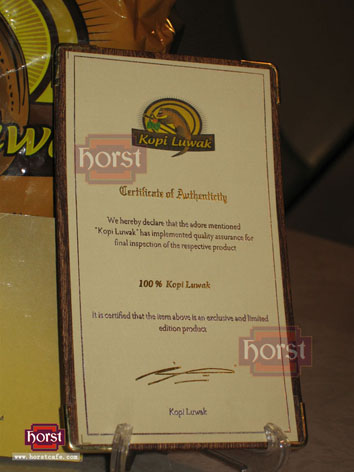 Kopi Luwak
horst
Certificate of Authenticity
We hereby declare that the adore mentioned
"Kopi Luwak" has implemented quality assurance for
final inspection of the respective product
100 % Kopi Luwak
It is certified that the item above is an exclusive and limited
edition product
horst
Kopi Luwak
horst
www.horstcafe.com